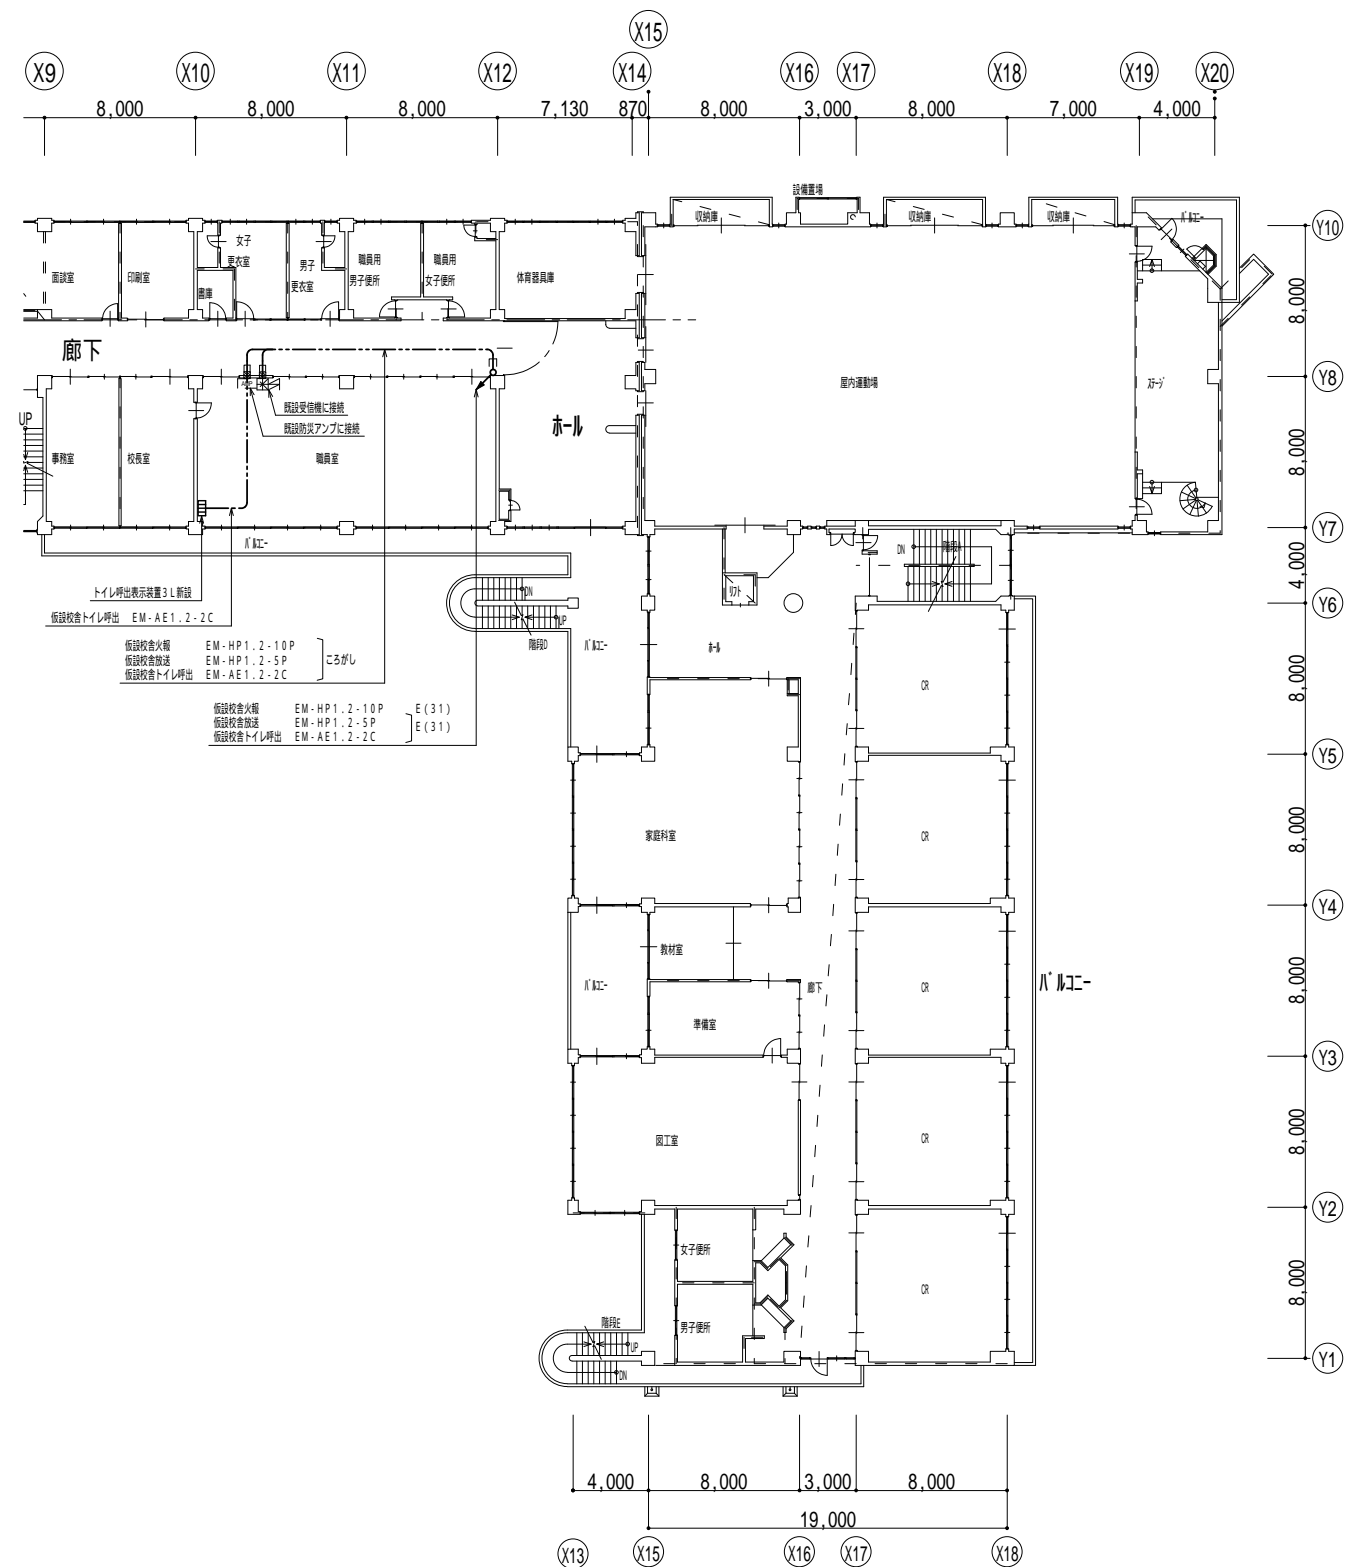 X15
X9 X10 X11 X12 X14 X16 X17 X18 X19 X20
8,000 8,000 8,000 7,130 870 8,000 3,000 8,000 7,000 4,000
設備置場
収納庫 収納庫 収納庫 バルコニー
Y10
女子
更衣室
男子
更衣室
職員用
男子便所
職員用
女子便所
面談室 印刷室 書庫 体育器具庫
8,000
廊下
Y8
AMP
屋内運動場 ステージ
既設受信機に接続
既設防災アンプに接続
UP
ホール
事務室 校長室 職員室
8,000
Y7
バルコニー
DN 階段A
4,000
リフト
トイレ呼出表示装置3L新設
DN
Y6
仮設校舎トイレ呼出 EM-AE1.2-2C
UP
階段D
バルコニー ホール
仮設校舎火報 EM-HP1.2-10P
仮設校舎放送 EM-HP1.2-5P
仮設校舎トイレ呼出 EM-AE1.2-2C
ころがし
CR
8,000
仮設校舎火報 EM-HP1.2-10P E(31)
仮設校舎放送 EM-HP1.2-5P
仮設校舎トイレ呼出 EM-AE1.2-2C
E(31)
Y5
家庭科室 CR
8,000
Y4
教材室
バルコニー 廊下 CR バルコニー
8,000
準備室
Y3
図工室 CR
8,000
Y2
女子便所
CR
8,000
男子便所
階段E
UP
Y1
DN
4,000 8,000 3,000 8,000
19,000
X13 X15 X16 X17 X18